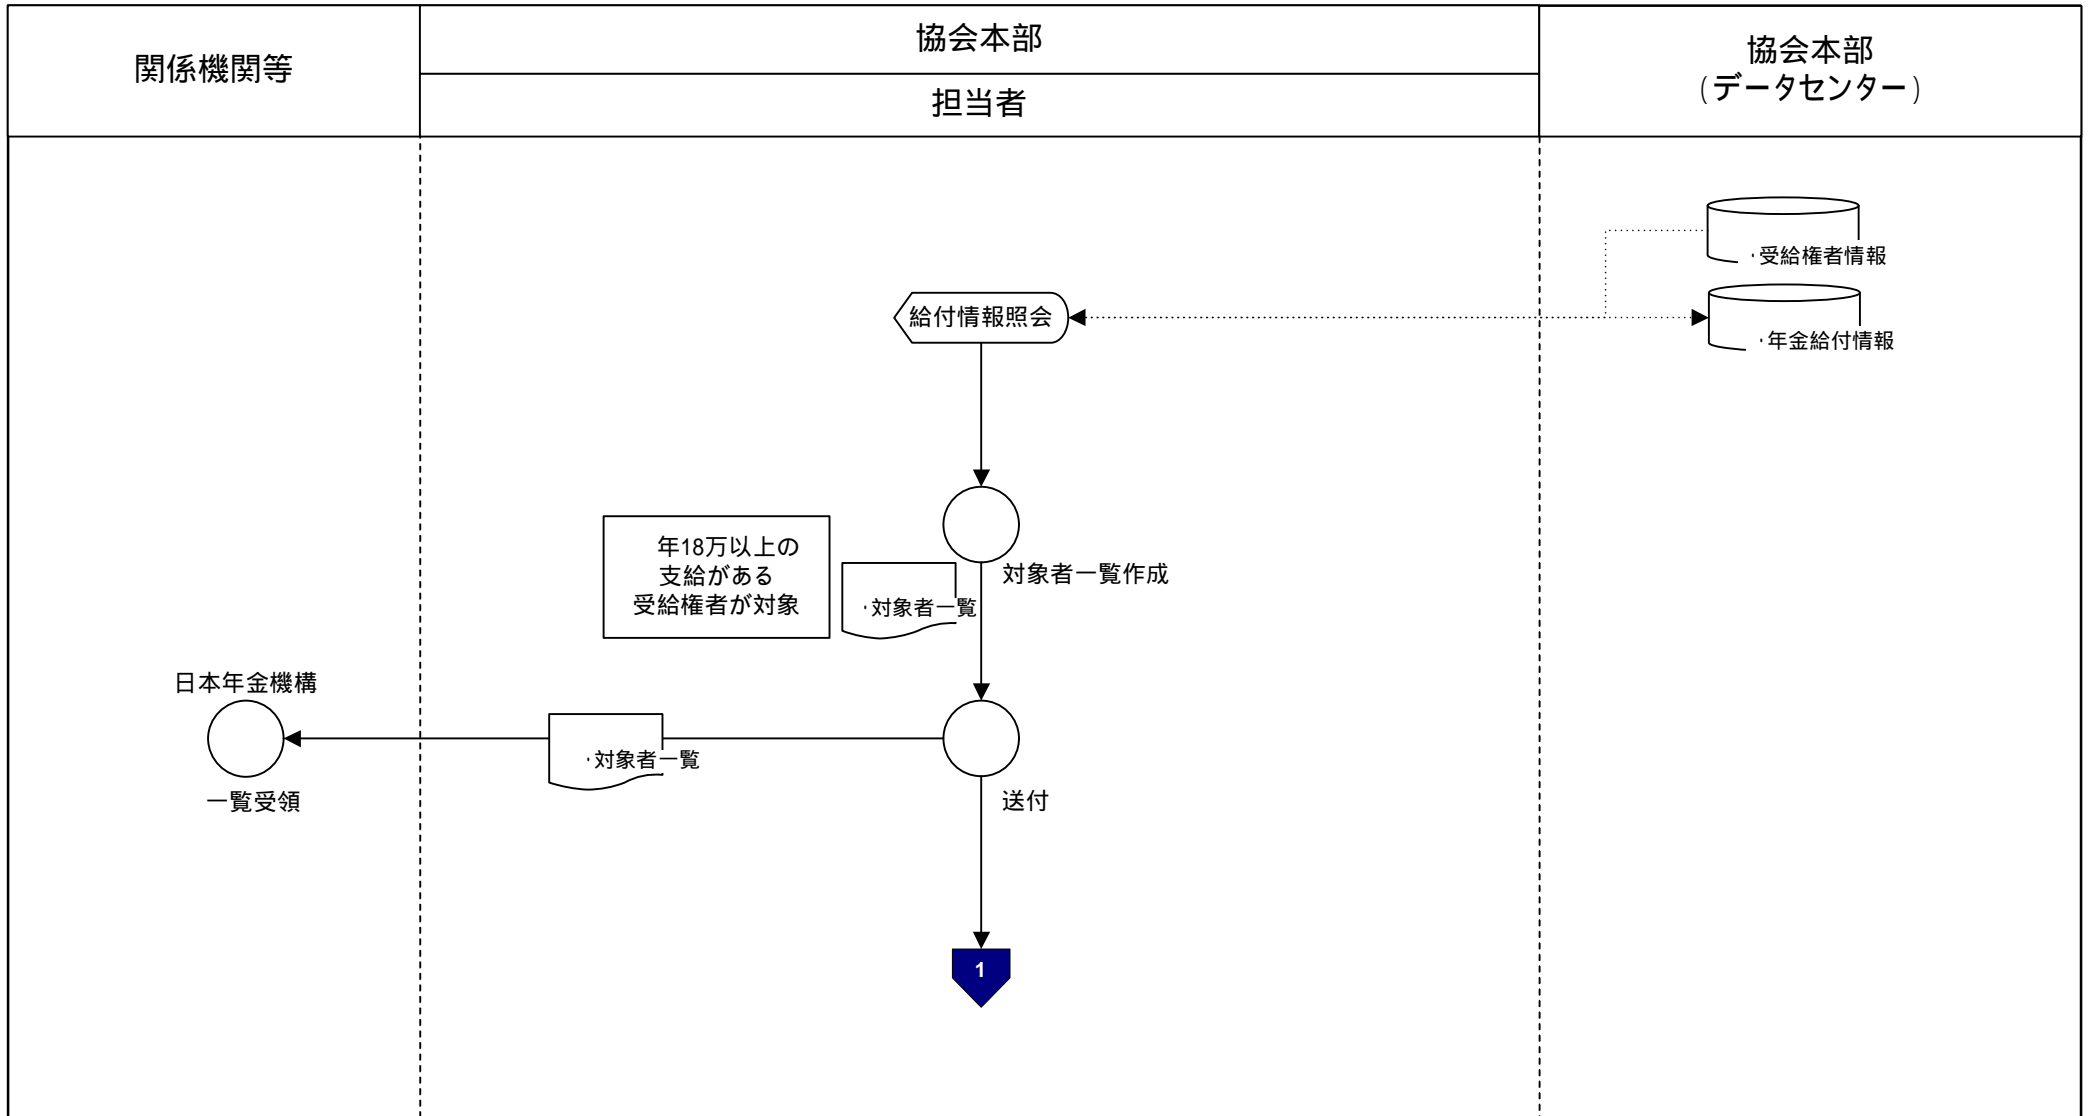 関係機関等
協会本部
担当者
協会本部
(データセンター)
・受給権者情報
給付情報照会
・年金給付情報
年18万以上の
支給がある
受給権者が対象
対象者一覧作成
・対象者一覧
日本年金機構
・対象者一覧
一覧受領
送付
1